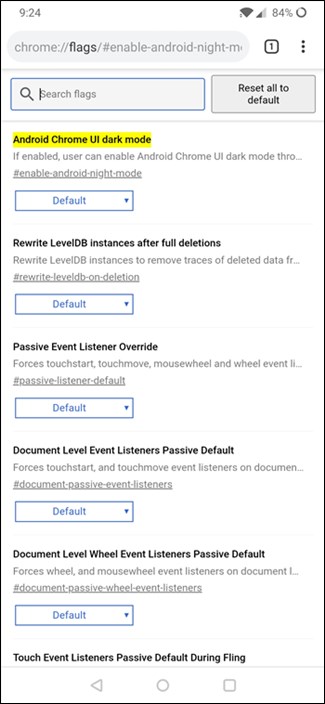 9:24
84%
chrome://flags/#enable-android-night-m
1
Search flags
Reset all to
default
Android Chrome UI dark mode
If enabled, user can enable Android Chrome UI dark mode thro...
#enable-android-night-mode
Default
Rewrite LevelDB instances after full deletions
Rewrite LevelDB instances to remove traces of deleted data fr...
#rewrite-leveldb-on-deletion
Default
Passive Event Listener Override
Forces touchstart, touchmove, mousewheel and wheel event li...
#passive-listener-default
Default
Document Level Event Listeners Passive Default
Forces touchstart, and touchmove event listeners on documen...
#document-passive-event-listeners
Default
Document Level Wheel Event Listeners Passive Default
Forces wheel, and mousewheel event listeners on document l...
#document-passive-wheel-event-listeners
Default
Touch Event Listeners Passive Default During Fling